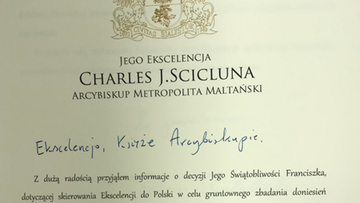 JEGO EKSCELENCJA
CHARLES J.SCICLUNA
ARCYBISKUP METROPOLITA MALTAŃSKI
Ekscelencjo, Księże Arcybiskupie.
Z dużą radością przyjąłem informacje o decyzji Jego Świątobliwości Franciszka,
dotyczącej skierowania Ekscelencji do Polski w celu gruntownego zbadania doniesień